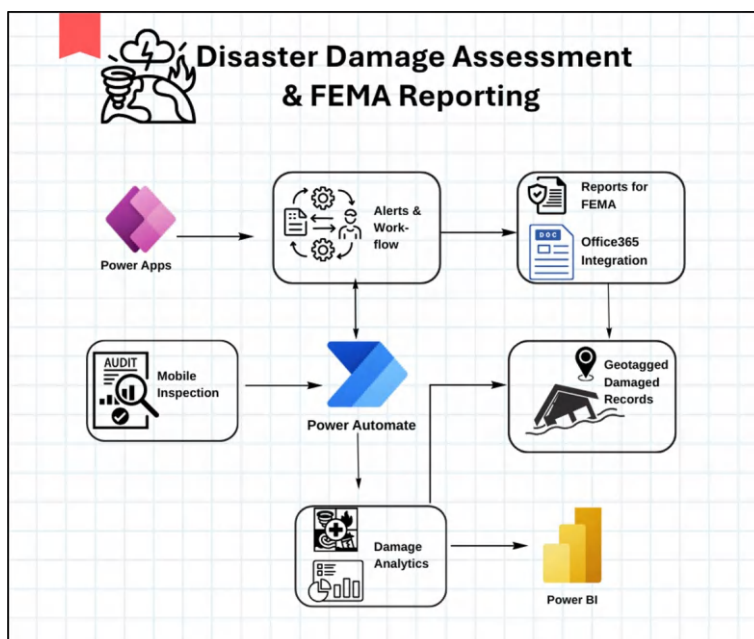 Disaster Damage Assessment
& FEMA Reporting
Power Apps
Alerts &
Work-
flow
Reports for
FEMA
DOC
Office365
Integration
AUDIT
Mobile
Inspection
Power Automate
Geotagged
Damaged
Records
Damage
Analytics
Power BI